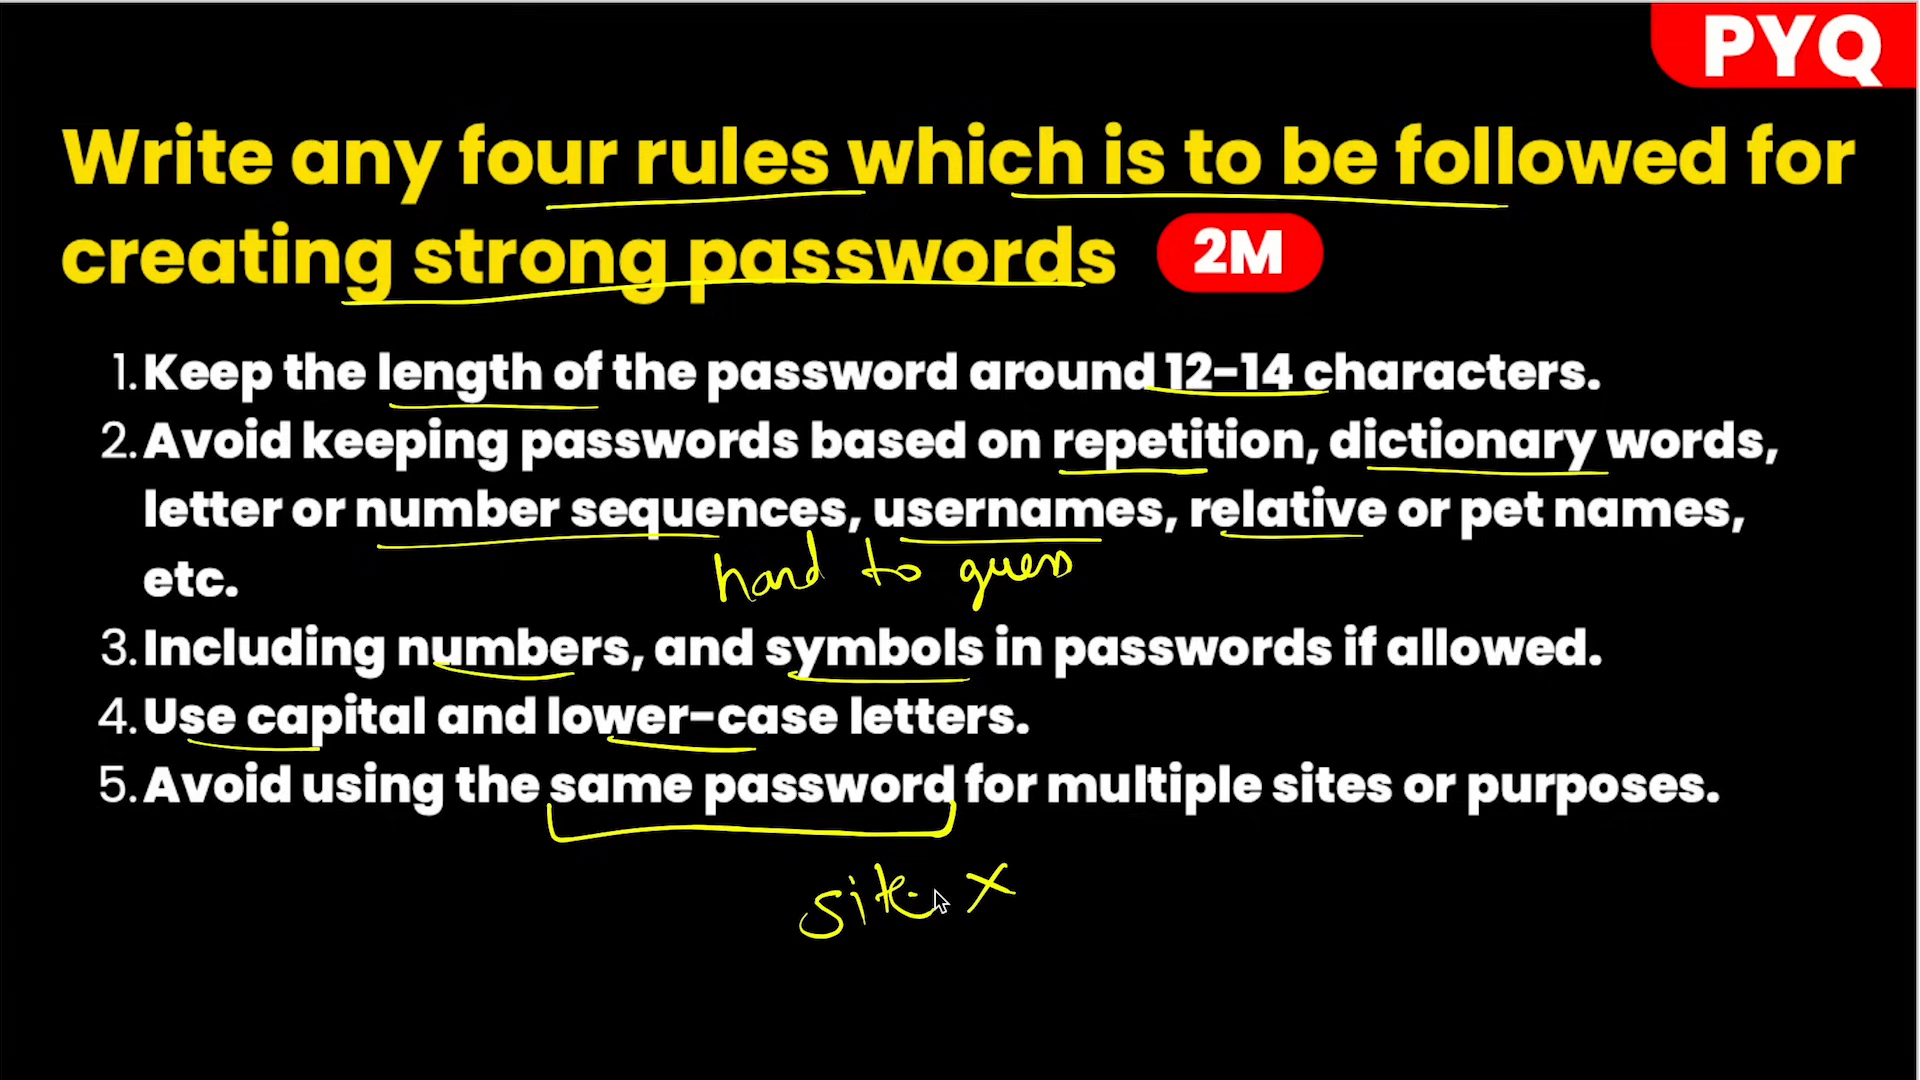 PYQ
Write any four rules which is to be followed for
creating strong passwords 2M
1. Keep the length of the password around 12-14 characters.
2. Avoid keeping passwords based on repetition, dictionary words,
letter or number sequences, usernames, relative or pet names,
etc.
hard to guess
3. Including numbers, and symbols in passwords if allowed.
4. Use capital and lower-case letters.
5. Avoid using the same password for multiple sites or purposes.
site X